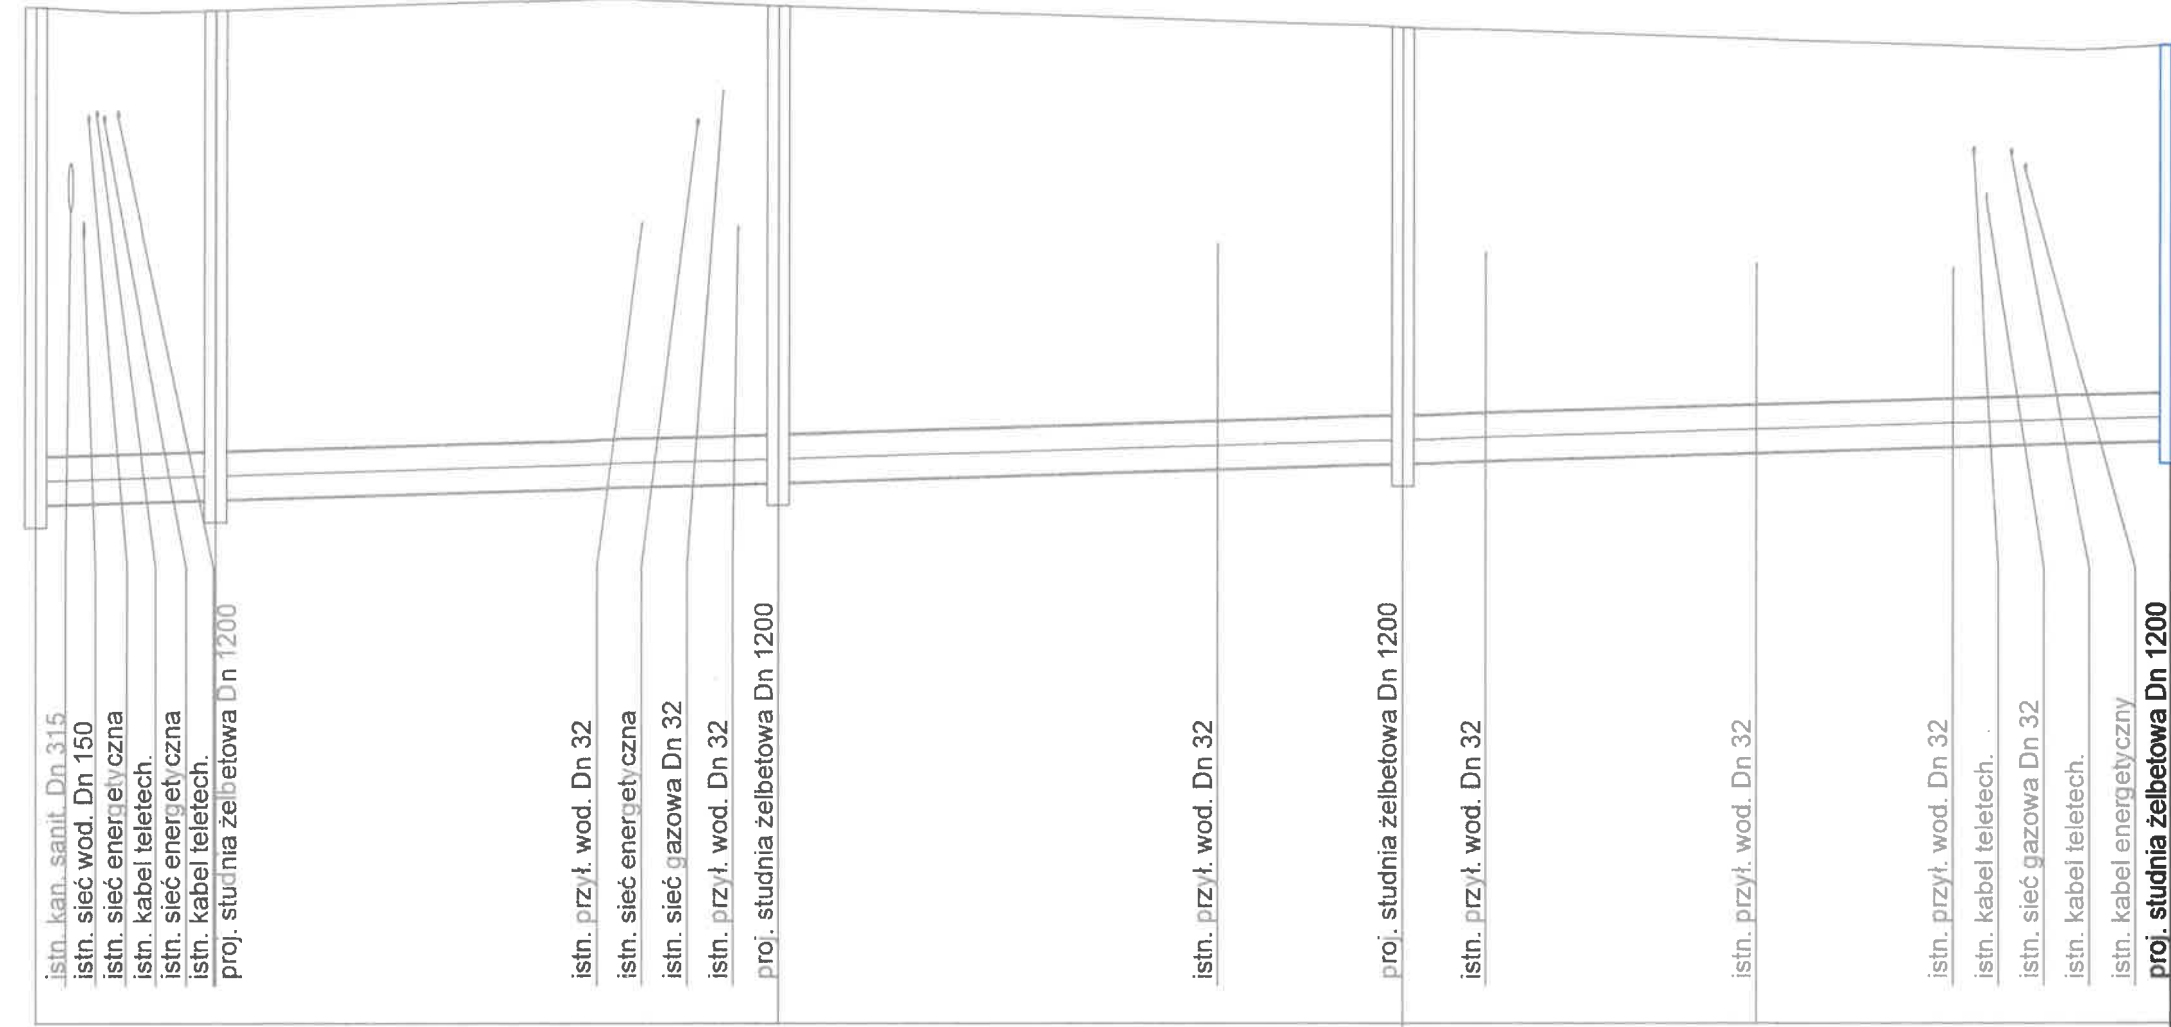 istn. kan. sanit. Dn 315
istn. sieć wod. Dn 150
istn. sieć energetyczna
istn. kabel teletech.
istn. sieć energetyczna
istn. kabel teletech.
proj. studnia żelbetowa Dn 1200
istn. przył. wod. Dn 32
istn. sieć energetyczna
istn. sieć gazowa Dn 32
istn. przył. wod. Dn 32
proj. studnia żelbetowa Dn 1200
istn. przył. wod. Dn 32
proj. studnia żelbetowa Dn 1200
istn. przył. wod. Dn 32
istn. przył. wod. Dn 32
istn. przył. wod. Dn 32
istn. kabel teletech.
istn. sieć gazowa Dn 32
istn. kabel teletech.
istn. kabel energetyczny
proj. studnia żelbetowa Dn 1200